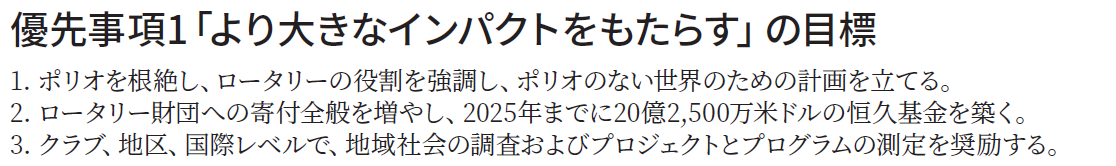 優先事項1「より大きなインパクトをもたらす」の目標
1. ポリオを根絶し、ロータリーの役割を強調し、ポリオのない世界のための計画を立てる。
2. ロータリー財団への寄付全般を増やし、2025年までに20億2,500万米ドルの恒久基金を築く。
3. クラブ、地区、国際レベルで、地域社会の調査およびプロジェクトとプログラムの測定を奨励する。